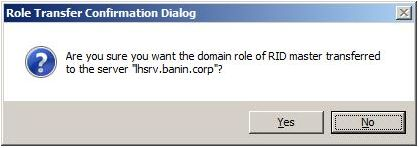 Role Transfer Confirmation Dialog
Are you sure you want the domain role of RID master transferred
to the server "lhsrv.banin.corp"?
Yes
No